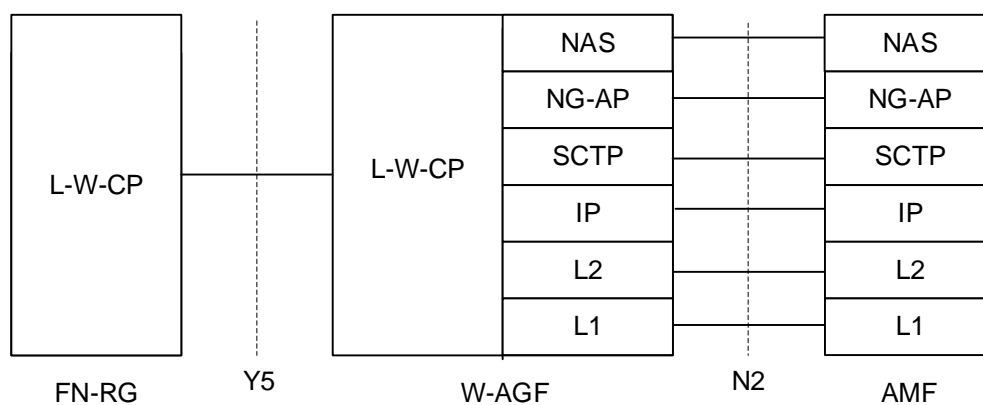 NAS
NAS
NG-AP
NG-AP
L-W-CP
L-W-CP
SCTP
SCTP
IP
IP
L2
L2
L1
L1
FN-RG
Y5
W-AGF
N2
AMF